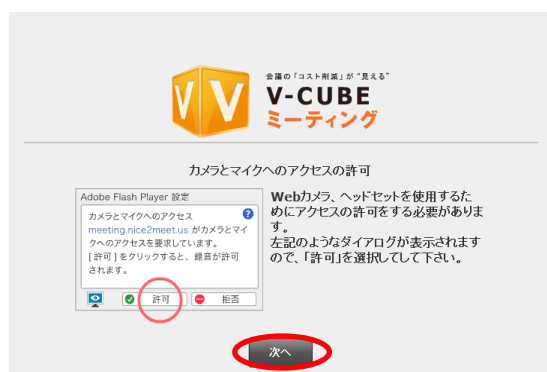 会議の「コスト削減」が“見える”
VV
V-CUBE
ミーティング
カメラとマイクへのアクセスの許可
Adobe Flash Player 設定
カメラとマイクへのアクセス ?
meeting.nice2meet.us がカメラとマイ
クへのアクセスを要求しています。
[ 許可 ] をクリックすると、録音が許可
されます。
許可 拒否
Webカメラ、ヘッドセットを使用するた
めにアクセスの許可をする必要がありま
す。
左記のようなダイアログが表示されます
ので、「許可」を選択してして下さい。
次へ